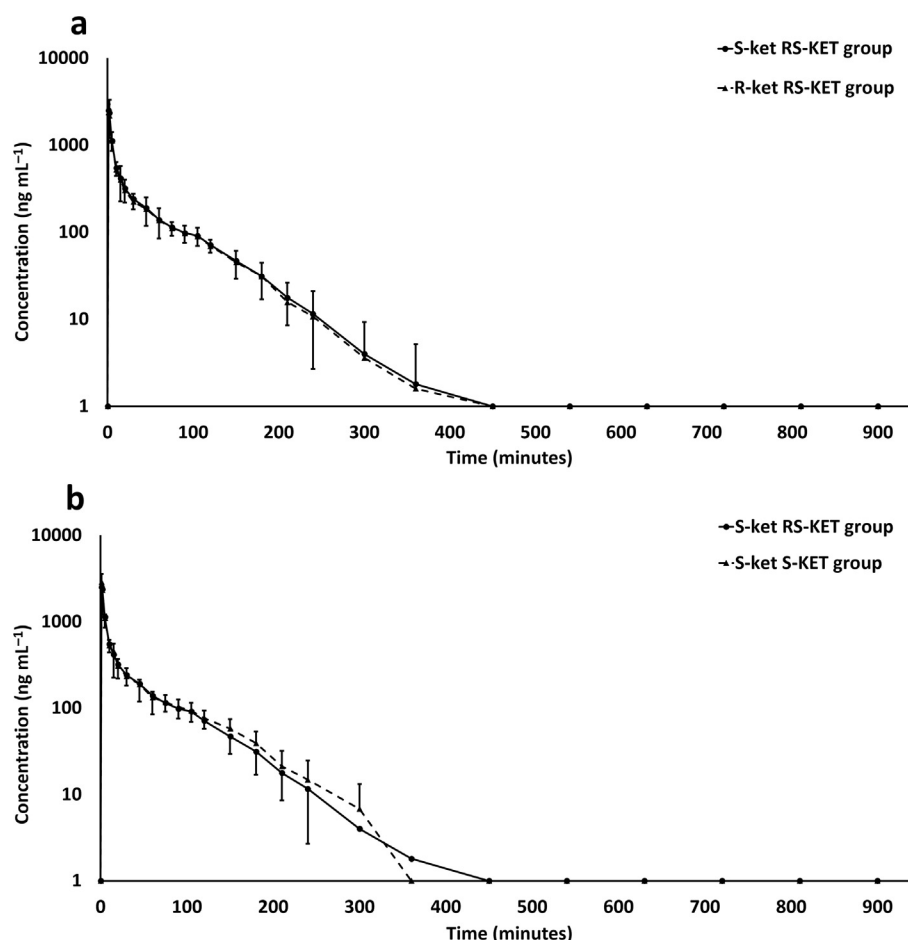 a
10000
1000
100
10
1
Concentration (ng mL⁻¹)
S-ket RS-KET group
R-ket RS-KET group
0 100 200 300 400 500 600 700 800 900
Time (minutes)
b
10000
1000
100
10
1
Concentration (ng mL⁻¹)
S-ket RS-KET group
S-ket S-KET group
0 100 200 300 400 500 600 700 800 900
Time (minutes)